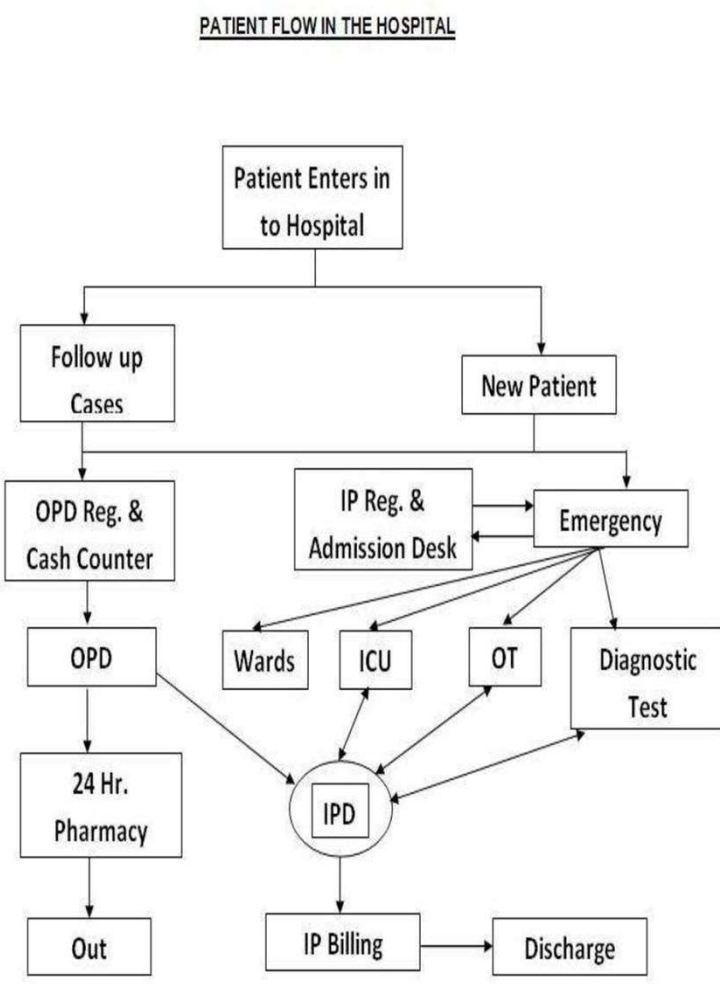 PATIENT FLOW IN THE HOSPITAL
Patient Enters in
to Hospital
Follow up
Cases
New Patient
OPD Reg. &
Cash Counter
IP Reg. &
Admission Desk
Emergency
OPD
Wards
ICU
OT
Diagnostic
Test
24 Hr.
Pharmacy
IPD
Out
IP Billing
Discharge